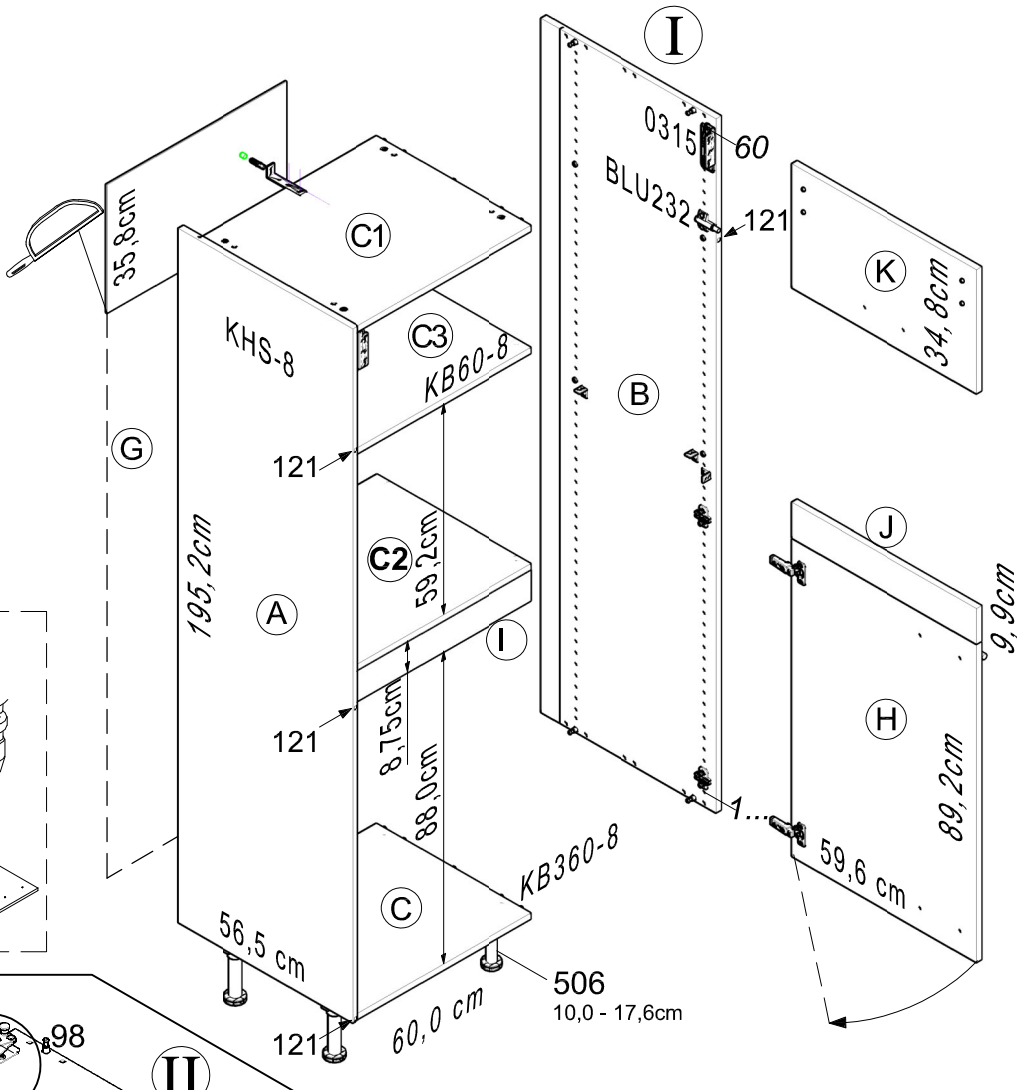 I
0315
60
BLU232
121
35,8cm
C1
K
34,8cm
KHS-8
C3
KB60-8
B
G
121
C2
59,2cm
J
195,2cm
A
I
9,9cm
121
8,75cm
88,0cm
H
89,2cm
1...
KB360-8
59,6 cm
C
56,5 cm
506
10,0 - 17,6cm
60,0 cm
121
98
II